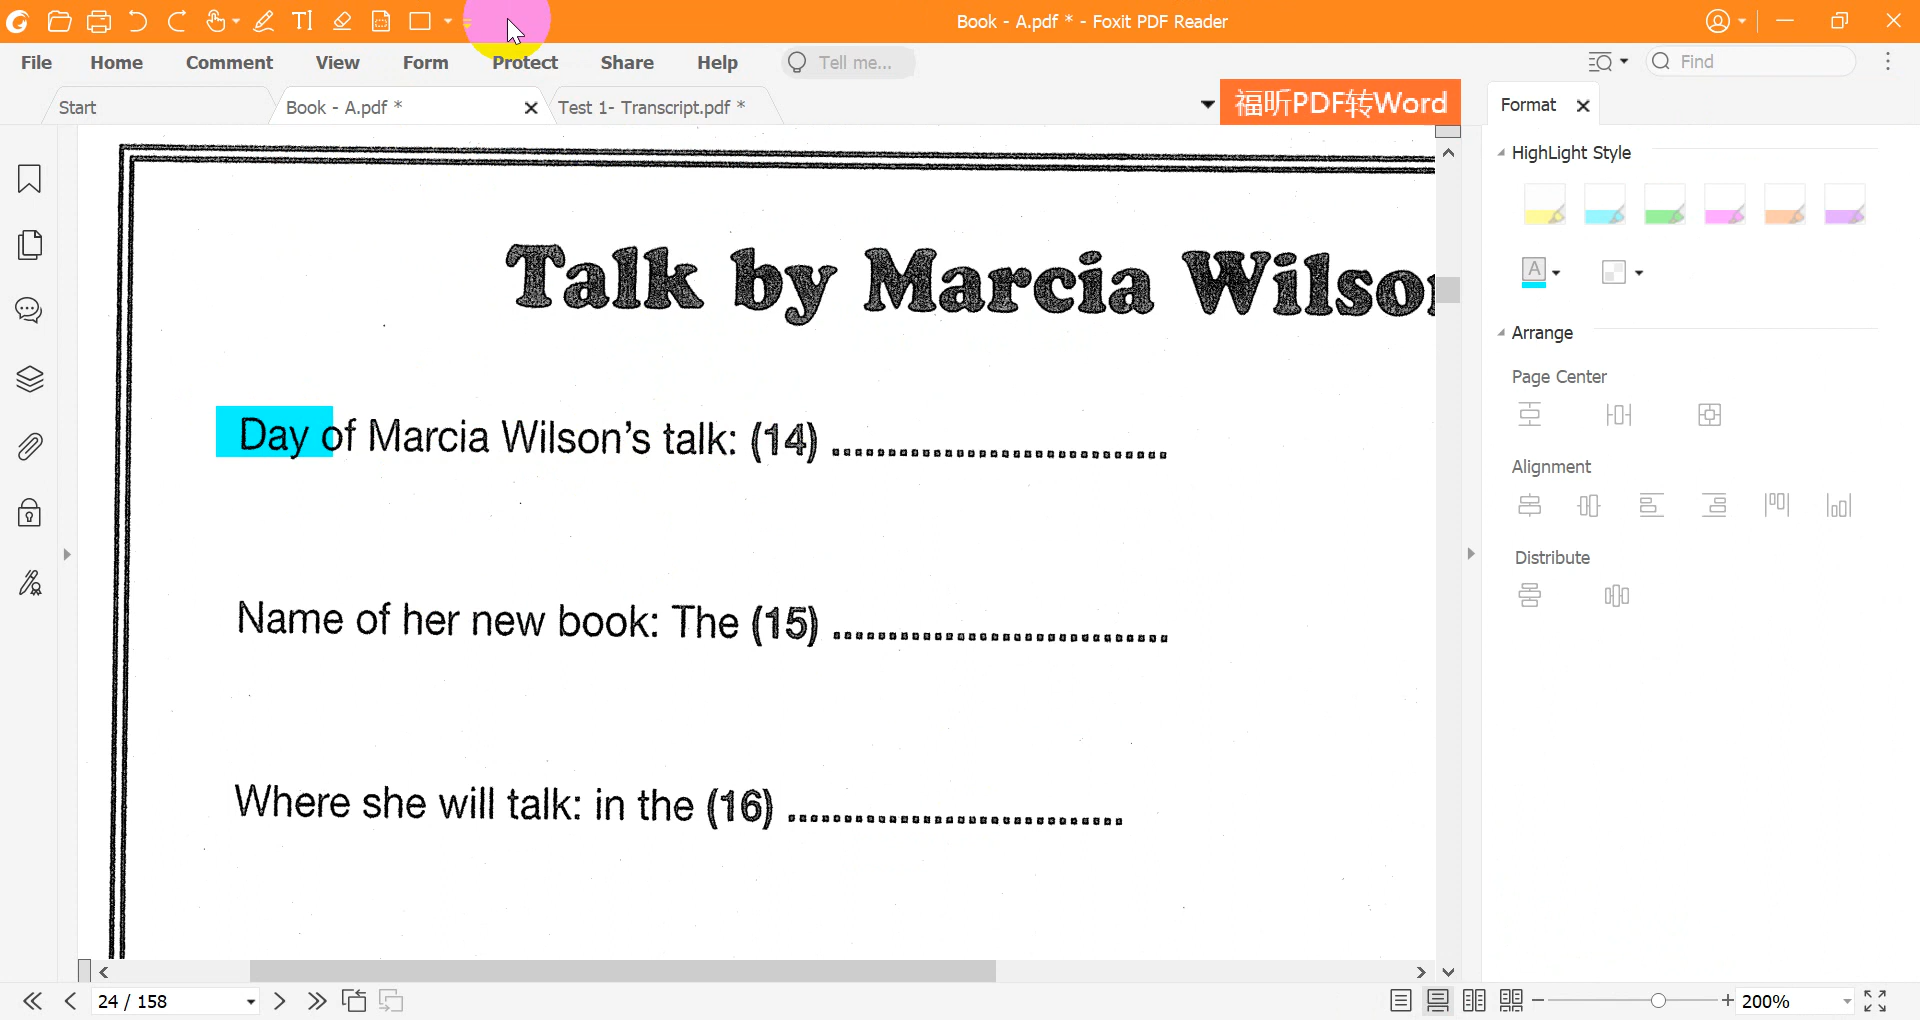 Book - A.pdf * - Foxit PDF Reader
File Home Comment View Form Protect Share Help Tell me... Find
Start Book - A.pdf * Test 1- Transcript.pdf * 福昕PDF转Word Format
HighLight Style
Talk by Marcia Wilso
Arrange
Page Center
Day of Marcia Wilson's talk: (14) ..............................
Alignment
Distribute
Name of her new book: The (15) ..............................
Where she will talk: in the (16) ..............................
24 / 158 200%